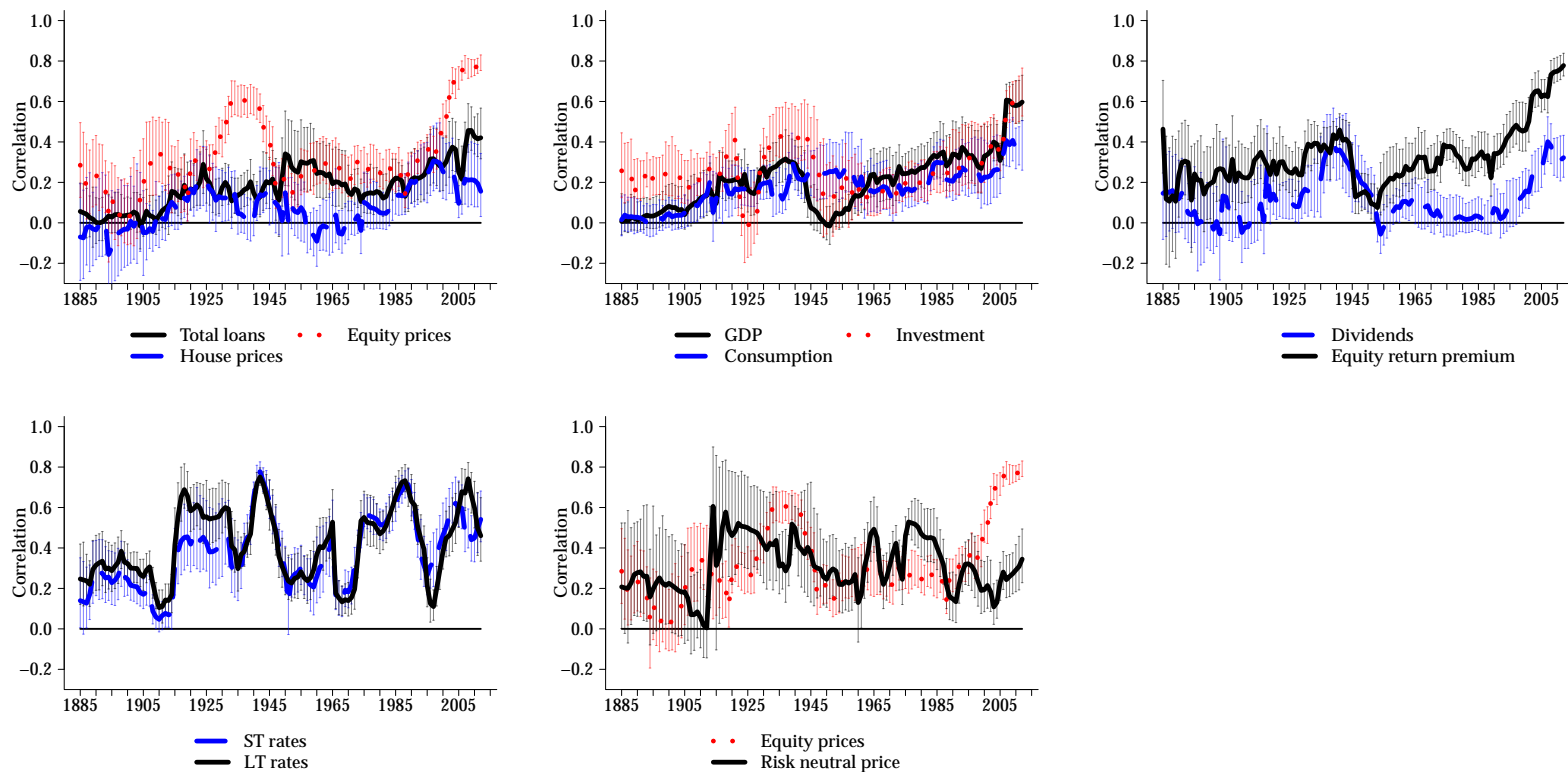 1.0
0.8
0.6
0.4
0.2
0.0
−0.2
Correlation
1885 1905 1925 1945 1965 1985 2005
Total loans Equity prices
House prices
1.0
0.8
0.6
0.4
0.2
0.0
−0.2
Correlation
1885 1905 1925 1945 1965 1985 2005
GDP Investment
Consumption
1.0
0.8
0.6
0.4
0.2
0.0
−0.2
Correlation
1885 1905 1925 1945 1965 1985 2005
Dividends
Equity return premium
1.0
0.8
0.6
0.4
0.2
0.0
−0.2
Correlation
1885 1905 1925 1945 1965 1985 2005
ST rates
LT rates
1.0
0.8
0.6
0.4
0.2
0.0
−0.2
Correlation
1885 1905 1925 1945 1965 1985 2005
Equity prices
Risk neutral price